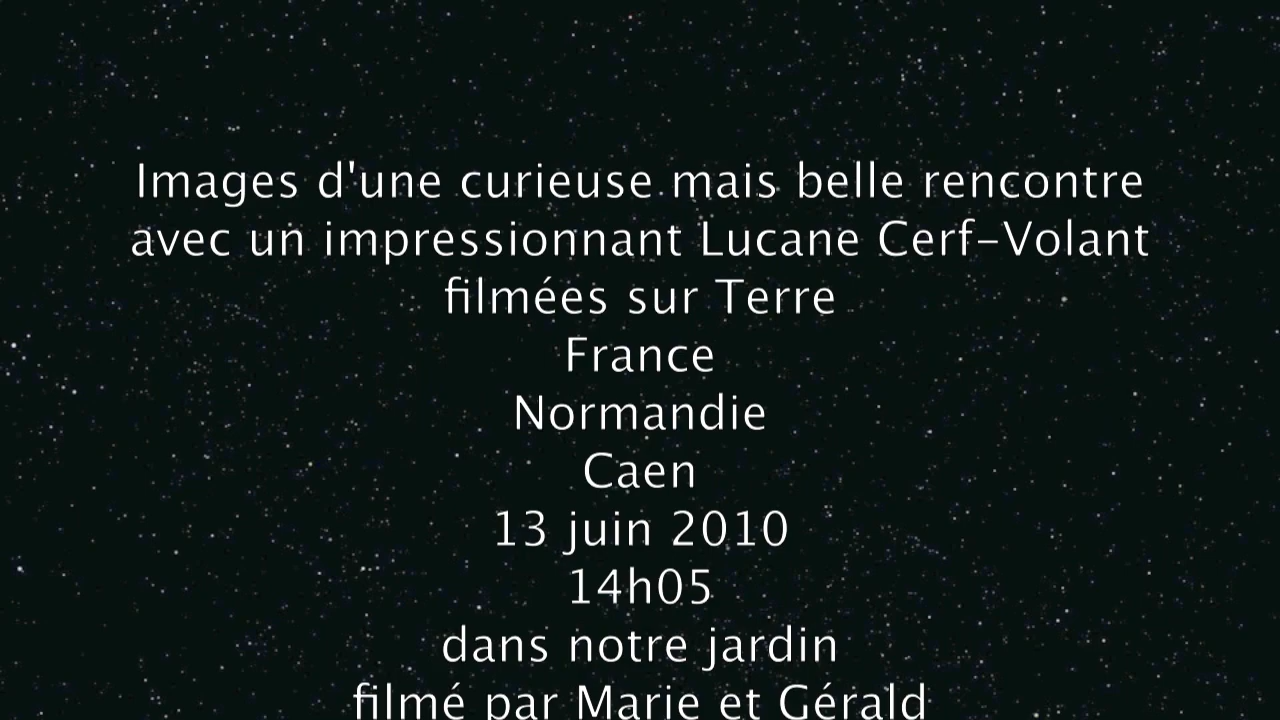 Images d'une curieuse mais belle rencontre
avec un impressionnant Lucane Cerf-Volant
filmées sur Terre
France
Normandie
Caen
13 juin 2010
14h05
dans notre jardin
filmé par Marie et Gérald